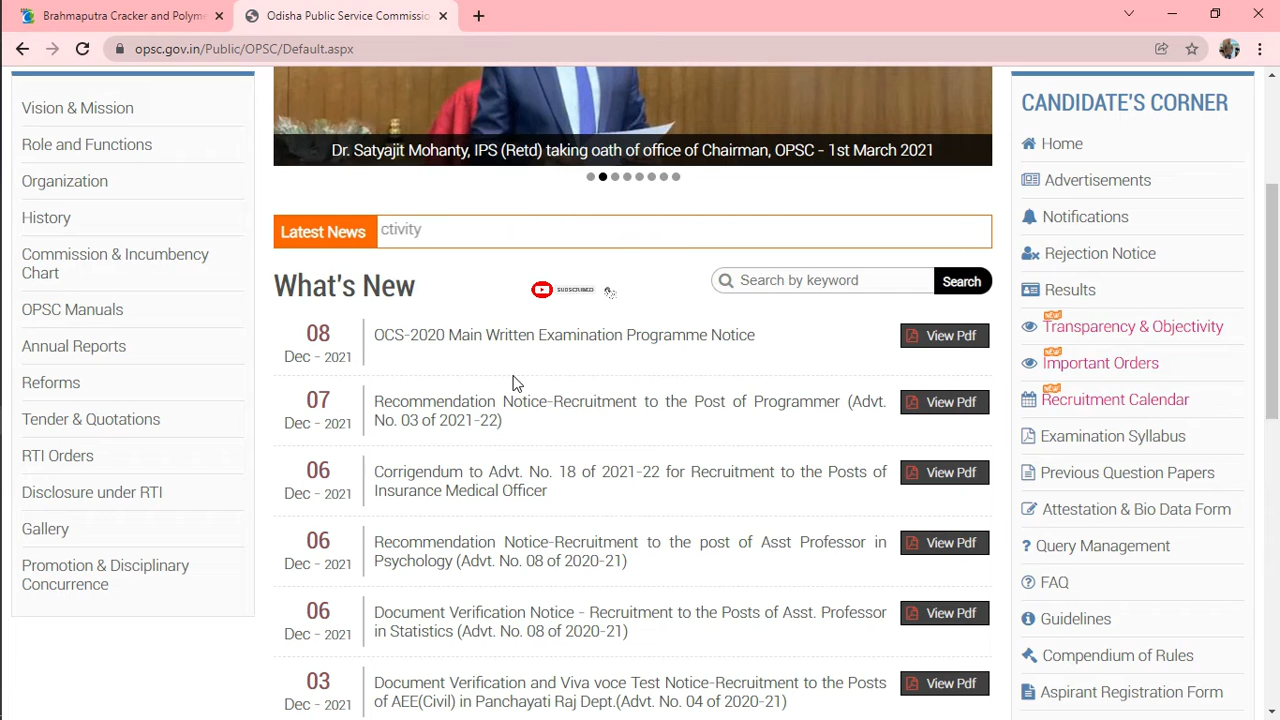 Brahmaputra Cracker and Polyme
Odisha Public Service Commissio
opsc.gov.in/Public/OPSC/Default.aspx
Vision & Mission
Role and Functions
Organization
History
Commission & Incumbency
Chart
OPSC Manuals
Annual Reports
Reforms
Tender & Quotations
RTI Orders
Disclosure under RTI
Gallery
Promotion & Disciplinary
Concurrence
Dr. Satyajit Mohanty, IPS (Retd) taking oath of office of Chairman, OPSC - 1st March 2021
Latest News
ctivity
What's New
SUBSCRIBED
Search by keyword
Search
08
Dec - 2021
OCS-2020 Main Written Examination Programme Notice
View Pdf
07
Dec - 2021
Recommendation Notice-Recruitment to the Post of Programmer (Advt.
No. 03 of 2021-22)
View Pdf
06
Dec - 2021
Corrigendum to Advt. No. 18 of 2021-22 for Recruitment to the Posts of
Insurance Medical Officer
View Pdf
06
Dec - 2021
Recommendation Notice-Recruitment to the post of Asst Professor in
Psychology (Advt. No. 08 of 2020-21)
View Pdf
06
Dec - 2021
Document Verification Notice - Recruitment to the Posts of Asst. Professor
in Statistics (Advt. No. 08 of 2020-21)
View Pdf
03
Dec - 2021
Document Verification and Viva voce Test Notice-Recruitment to the Posts
of AEE(Civil) in Panchayati Raj Dept.(Advt. No. 04 of 2020-21)
View Pdf
CANDIDATE'S CORNER
Home
Advertisements
Notifications
Rejection Notice
Results
NEW
Transparency & Objectivity
NEW
Important Orders
NEW
Recruitment Calendar
Examination Syllabus
Previous Question Papers
Attestation & Bio Data Form
Query Management
FAQ
Guidelines
Compendium of Rules
Aspirant Registration Form